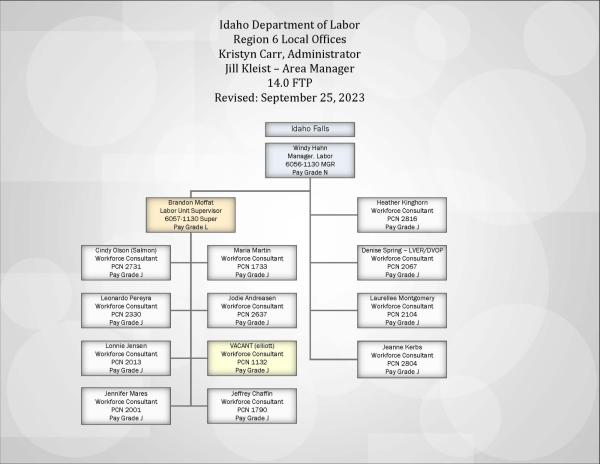 Idaho Department of Labor
Region 6 Local Offices
Kristyn Carr, Administrator
Jill Kleist – Area Manager
14.0 FTP
Revised: September 25, 2023
Idaho Falls
Windy Hahn
Manager, Labor
6056-1130 MGR
Pay Grade N
Brandon Moffat
Labor Unit Supervisor
6057-1130 Super
Pay Grade L
Heather Kinghorn
Workforce Consultant
PCN 2816
Pay Grade J
Cindy Olson (Salmon)
Workforce Consultant
PCN 2731
Pay Grade J
Maria Martin
Workforce Consultant
PCN 1733
Pay Grade J
Denise Spring – LVER/DVOP
Workforce Consultant
PCN 2067
Pay Grade J
Leonardo Pereyra
Workforce Consultant
PCN 2330
Pay Grade J
Jodie Andreasen
Workforce Consultant
PCN 2637
Pay Grade J
Laurellee Montgomery
Workforce Consultant
PCN 2104
Pay Grade J
Lonnie Jensen
Workforce Consultant
PCN 2013
Pay Grade J
VACANT (elliott)
Workforce Consultant
PCN 1132
Pay Grade J
Jeanne Kerbs
Workforce Consultant
PCN 2804
Pay Grade J
Jennifer Mares
Workforce Consultant
PCN 2001
Pay Grade J
Jeffrey Chaffin
Workforce Consultant
PCN 1790
Pay Grade J